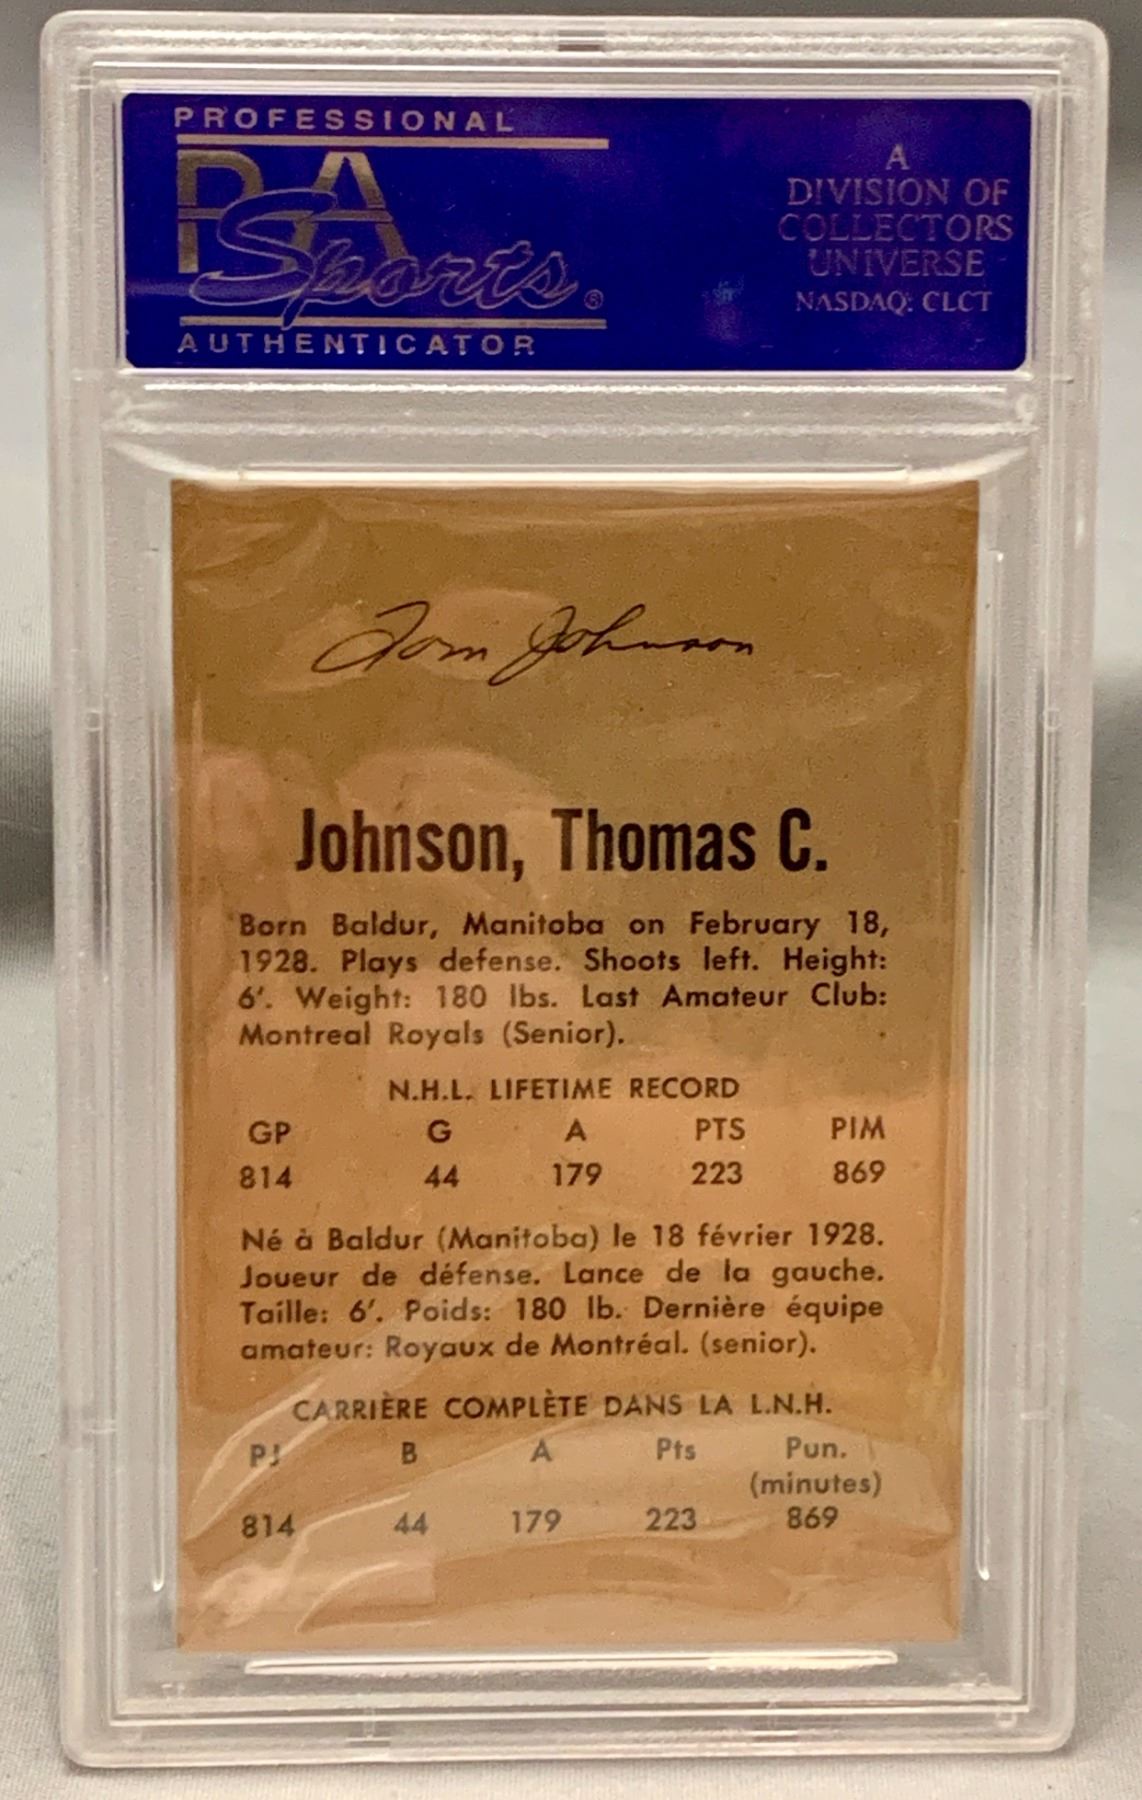 PROFESSIONAL
PSA
Sports®
AUTHENTICATOR
A
DIVISION OF
COLLECTORS
UNIVERSE
NASDAQ: CLCT
Tom Johnson
Johnson, Thomas C.
Born Baldur, Manitoba on February 18,
1928. Plays defense. Shoots left. Height:
6'. Weight: 180 lbs. Last Amateur Club:
Montreal Royals (Senior).
N.H.L. LIFETIME RECORD
GP G A PTS PIM
814 44 179 223 869
Né à Baldur (Manitoba) le 18 février 1928.
Joueur de défense. Lance de la gauche.
Taille: 6'. Poids: 180 lb. Dernière équipe
amateur: Royaux de Montréal. (senior).
CARRIÈRE COMPLÈTE DANS LA L.N.H.
PJ B A Pts Pun.
(minutes)
814 44 179 223 869